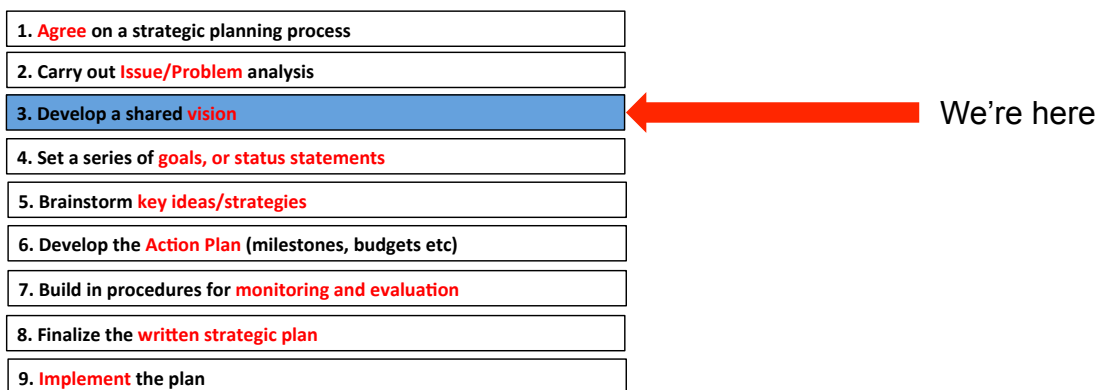 1. Agree on a strategic planning process
2. Carry out Issue/Problem analysis
3. Develop a shared vision
We're here
4. Set a series of goals, or status statements
5. Brainstorm key ideas/strategies
6. Develop the Action Plan (milestones, budgets etc)
7. Build in procedures for monitoring and evaluation
8. Finalize the written strategic plan
9. Implement the plan